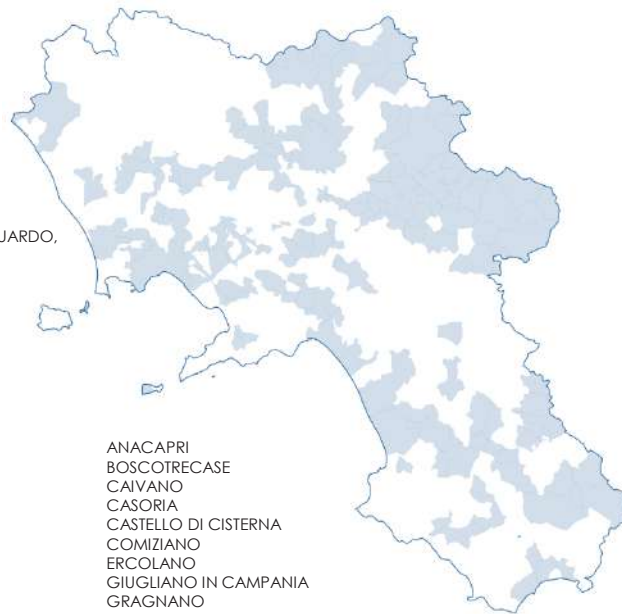 UARDO,
ANACAPRI
BOSCOTRECASE
CAIVANO
CASORIA
CASTELLO DI CISTERNA
COMIZIANO
ERCOLANO
GIUGLIANO IN CAMPANIA
GRAGNANO